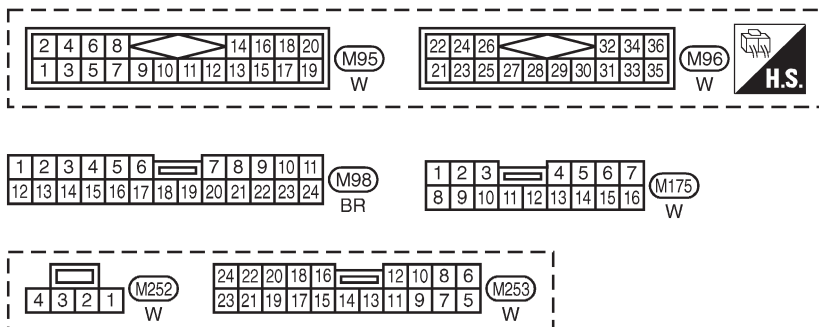 2 4 6 8 14 16 18 20
1 3 5 7 9 10 11 12 13 15 17 19
M95
W
22 24 26 32 34 36
21 23 25 27 28 29 30 31 33 35
M96
W
H.S.
1 2 3 4 5 6 7 8 9 10 11
12 13 14 15 16 17 18 19 20 21 22 23 24
M98
BR
1 2 3 4 5 6 7
8 9 10 11 12 13 14 15 16
M175
W
4 3 2 1
M252
W
24 22 20 18 16 12 10 8 6
23 21 19 17 15 14 13 11 9 7 5
M253
W